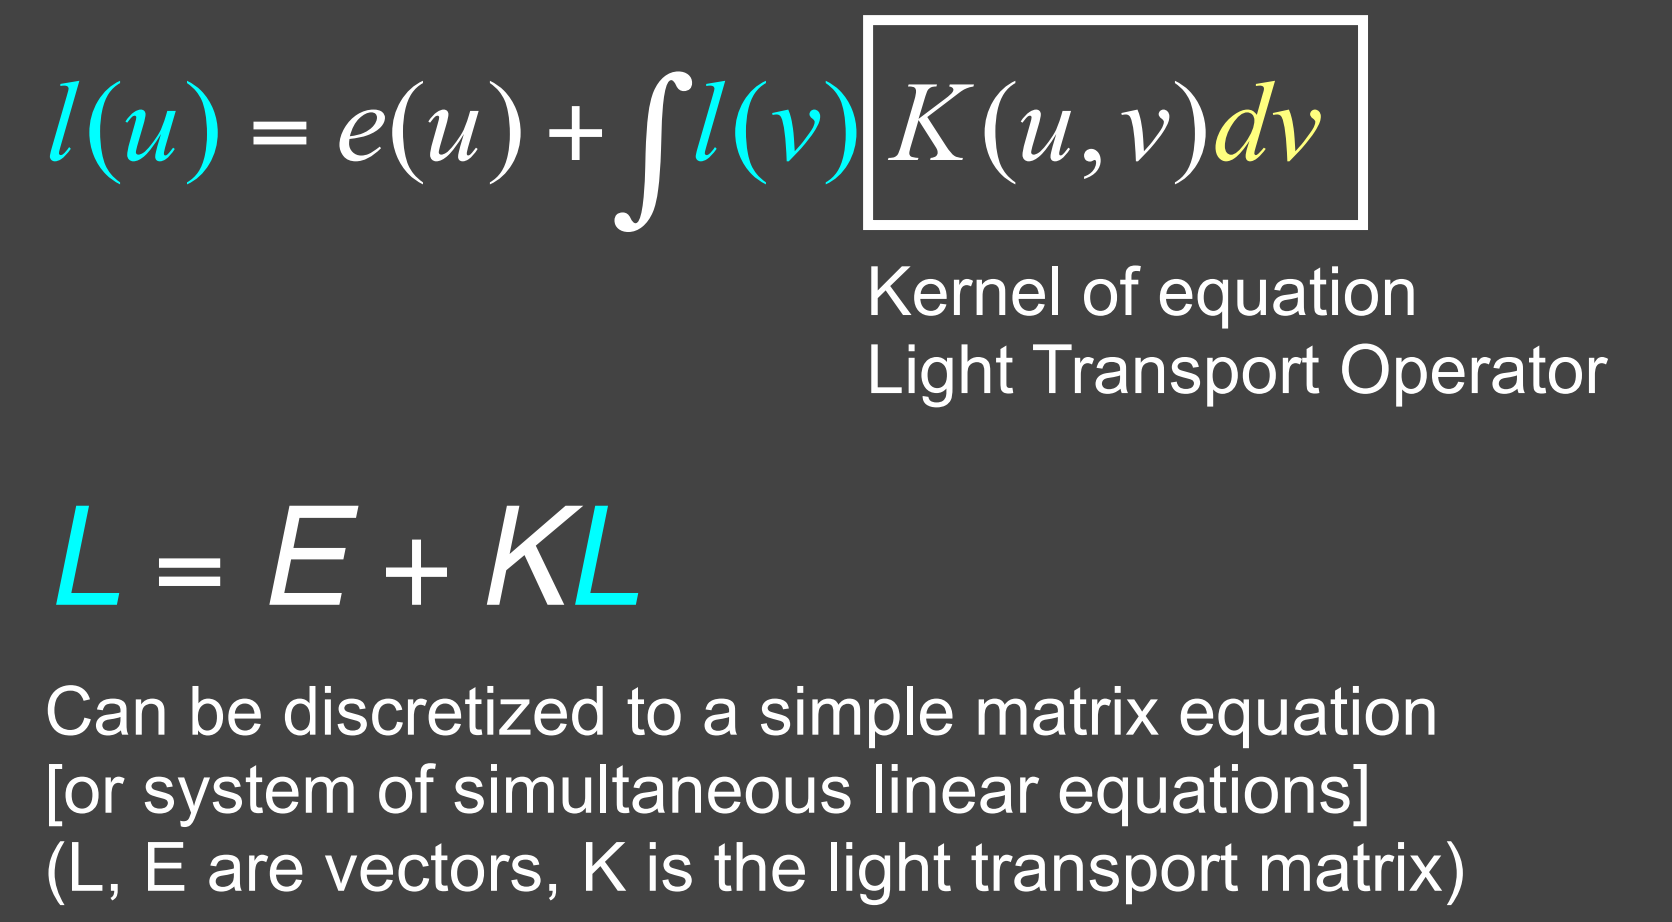 l(u) = e(u) + ∫ l(v) K(u, v)dv
Kernel of equation
Light Transport Operator
L = E + KL
Can be discretized to a simple matrix equation
[or system of simultaneous linear equations]
(L, E are vectors, K is the light transport matrix)